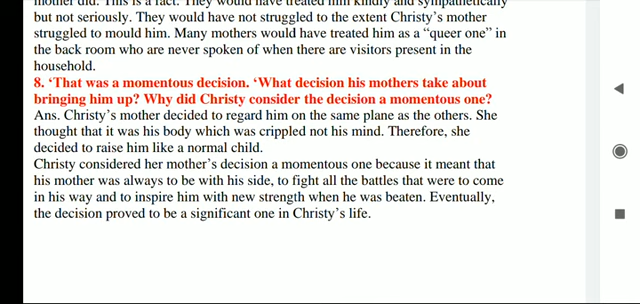 mother did. This is a fact. They would have treated him kindly and sympathetically
but not seriously. They would have not struggled to the extent Christy’s mother
struggled to mould him. Many mothers would have treated him as a “queer one” in
the back room who are never spoken of when there are visitors present in the
household.
8. ‘That was a momentous decision. ‘What decision his mothers take about
bringing him up? Why did Christy consider the decision a momentous one?
Ans. Christy’s mother decided to regard him on the same plane as the others. She
thought that it was his body which was crippled not his mind. Therefore, she
decided to raise him like a normal child.
Christy considered her mother’s decision a momentous one because it meant that
his mother was always to be with his side, to fight all the battles that were to come
in his way and to inspire him with new strength when he was beaten. Eventually,
the decision proved to be a significant one in Christy’s life.